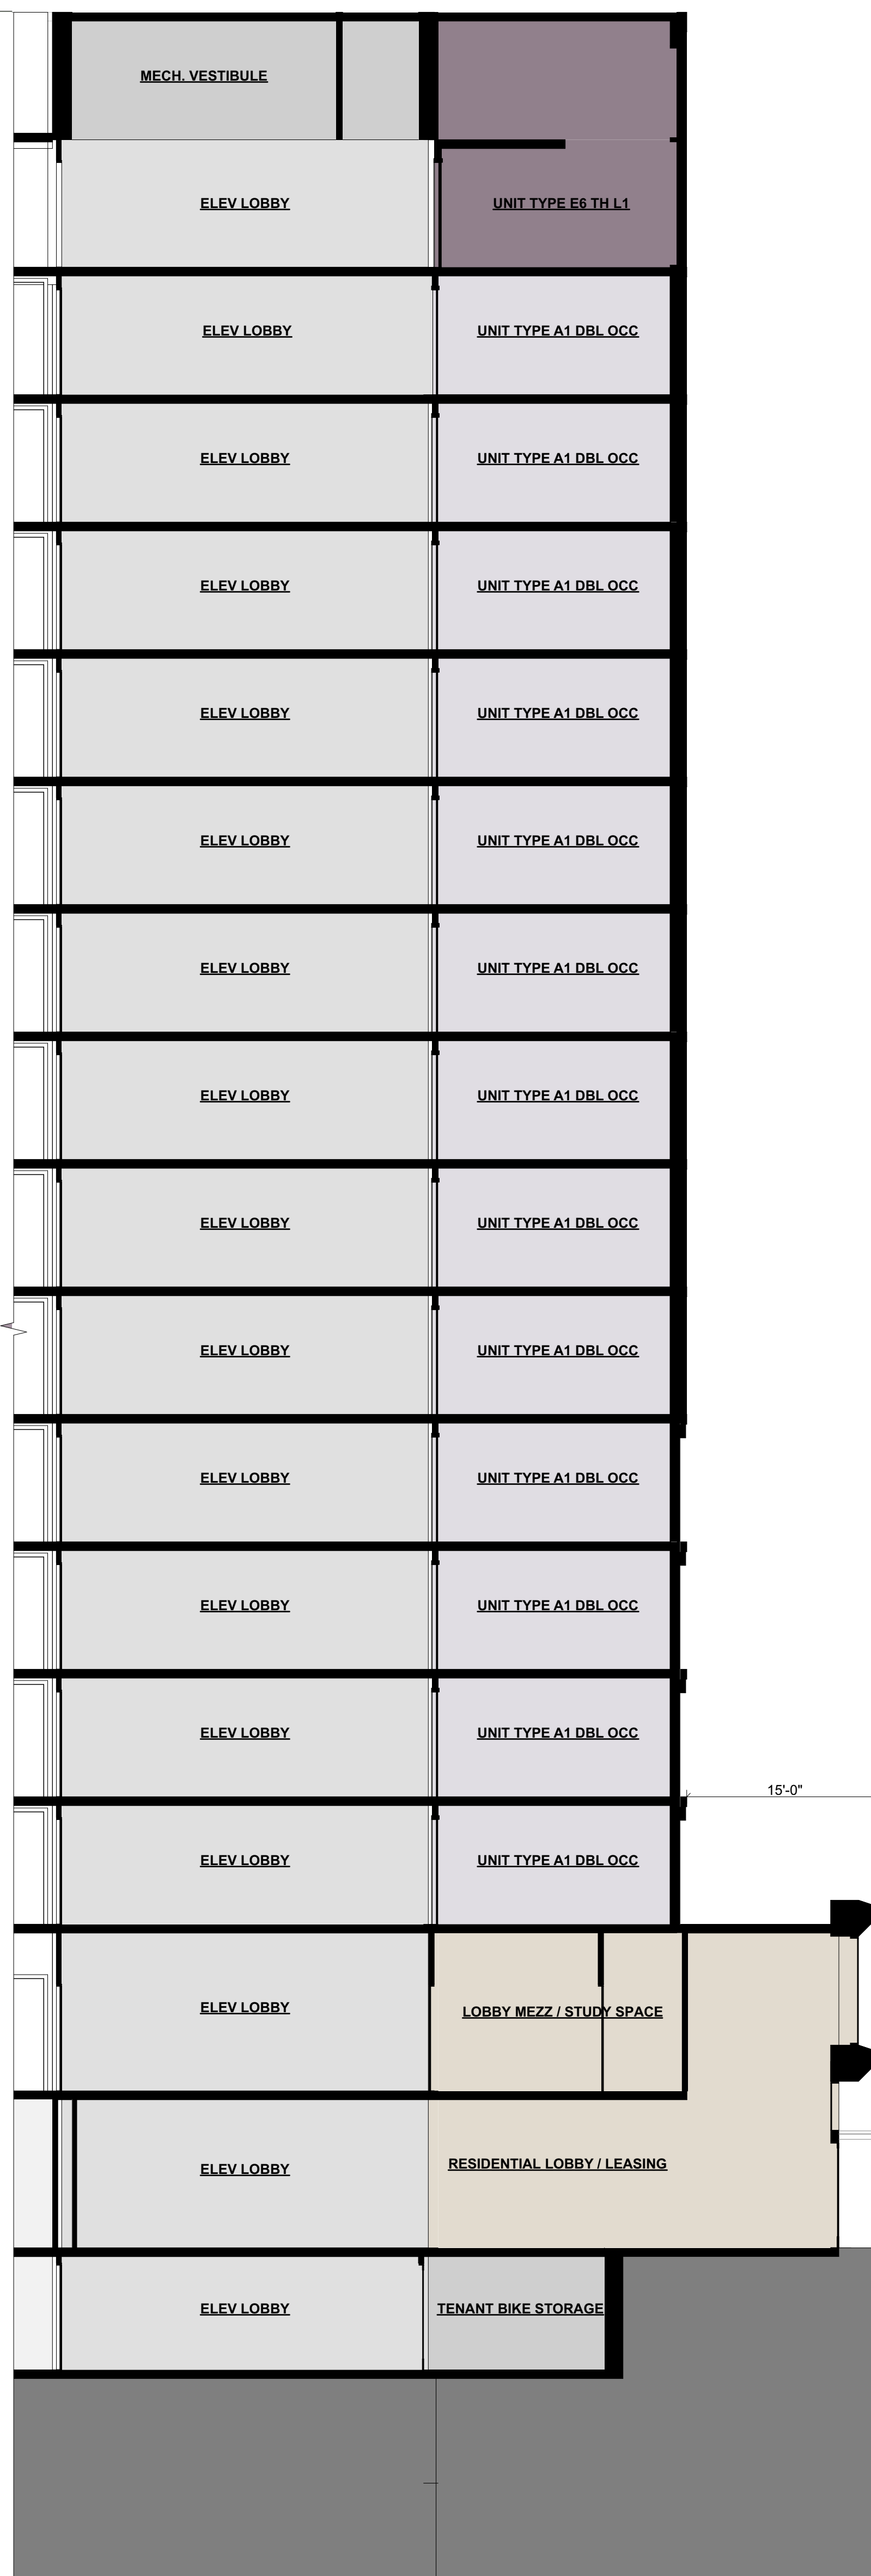 MECH. VESTIBULE
ELEV LOBBY
UNIT TYPE E6 TH L1
ELEV LOBBY
UNIT TYPE A1 DBL OCC
ELEV LOBBY
UNIT TYPE A1 DBL OCC
ELEV LOBBY
UNIT TYPE A1 DBL OCC
ELEV LOBBY
UNIT TYPE A1 DBL OCC
ELEV LOBBY
UNIT TYPE A1 DBL OCC
ELEV LOBBY
UNIT TYPE A1 DBL OCC
ELEV LOBBY
UNIT TYPE A1 DBL OCC
ELEV LOBBY
UNIT TYPE A1 DBL OCC
ELEV LOBBY
UNIT TYPE A1 DBL OCC
ELEV LOBBY
UNIT TYPE A1 DBL OCC
ELEV LOBBY
UNIT TYPE A1 DBL OCC
ELEV LOBBY
UNIT TYPE A1 DBL OCC
15'-0"
ELEV LOBBY
UNIT TYPE A1 DBL OCC
ELEV LOBBY
LOBBY MEZZ / STUDY SPACE
ELEV LOBBY
RESIDENTIAL LOBBY / LEASING
ELEV LOBBY
TENANT BIKE STORAGE